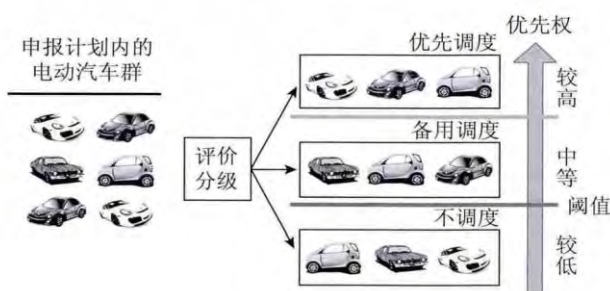 申报计划内的
电动汽车群
评价
分级
优先调度
备用调度
不调度
优先权
较高
中等
阈值
较低